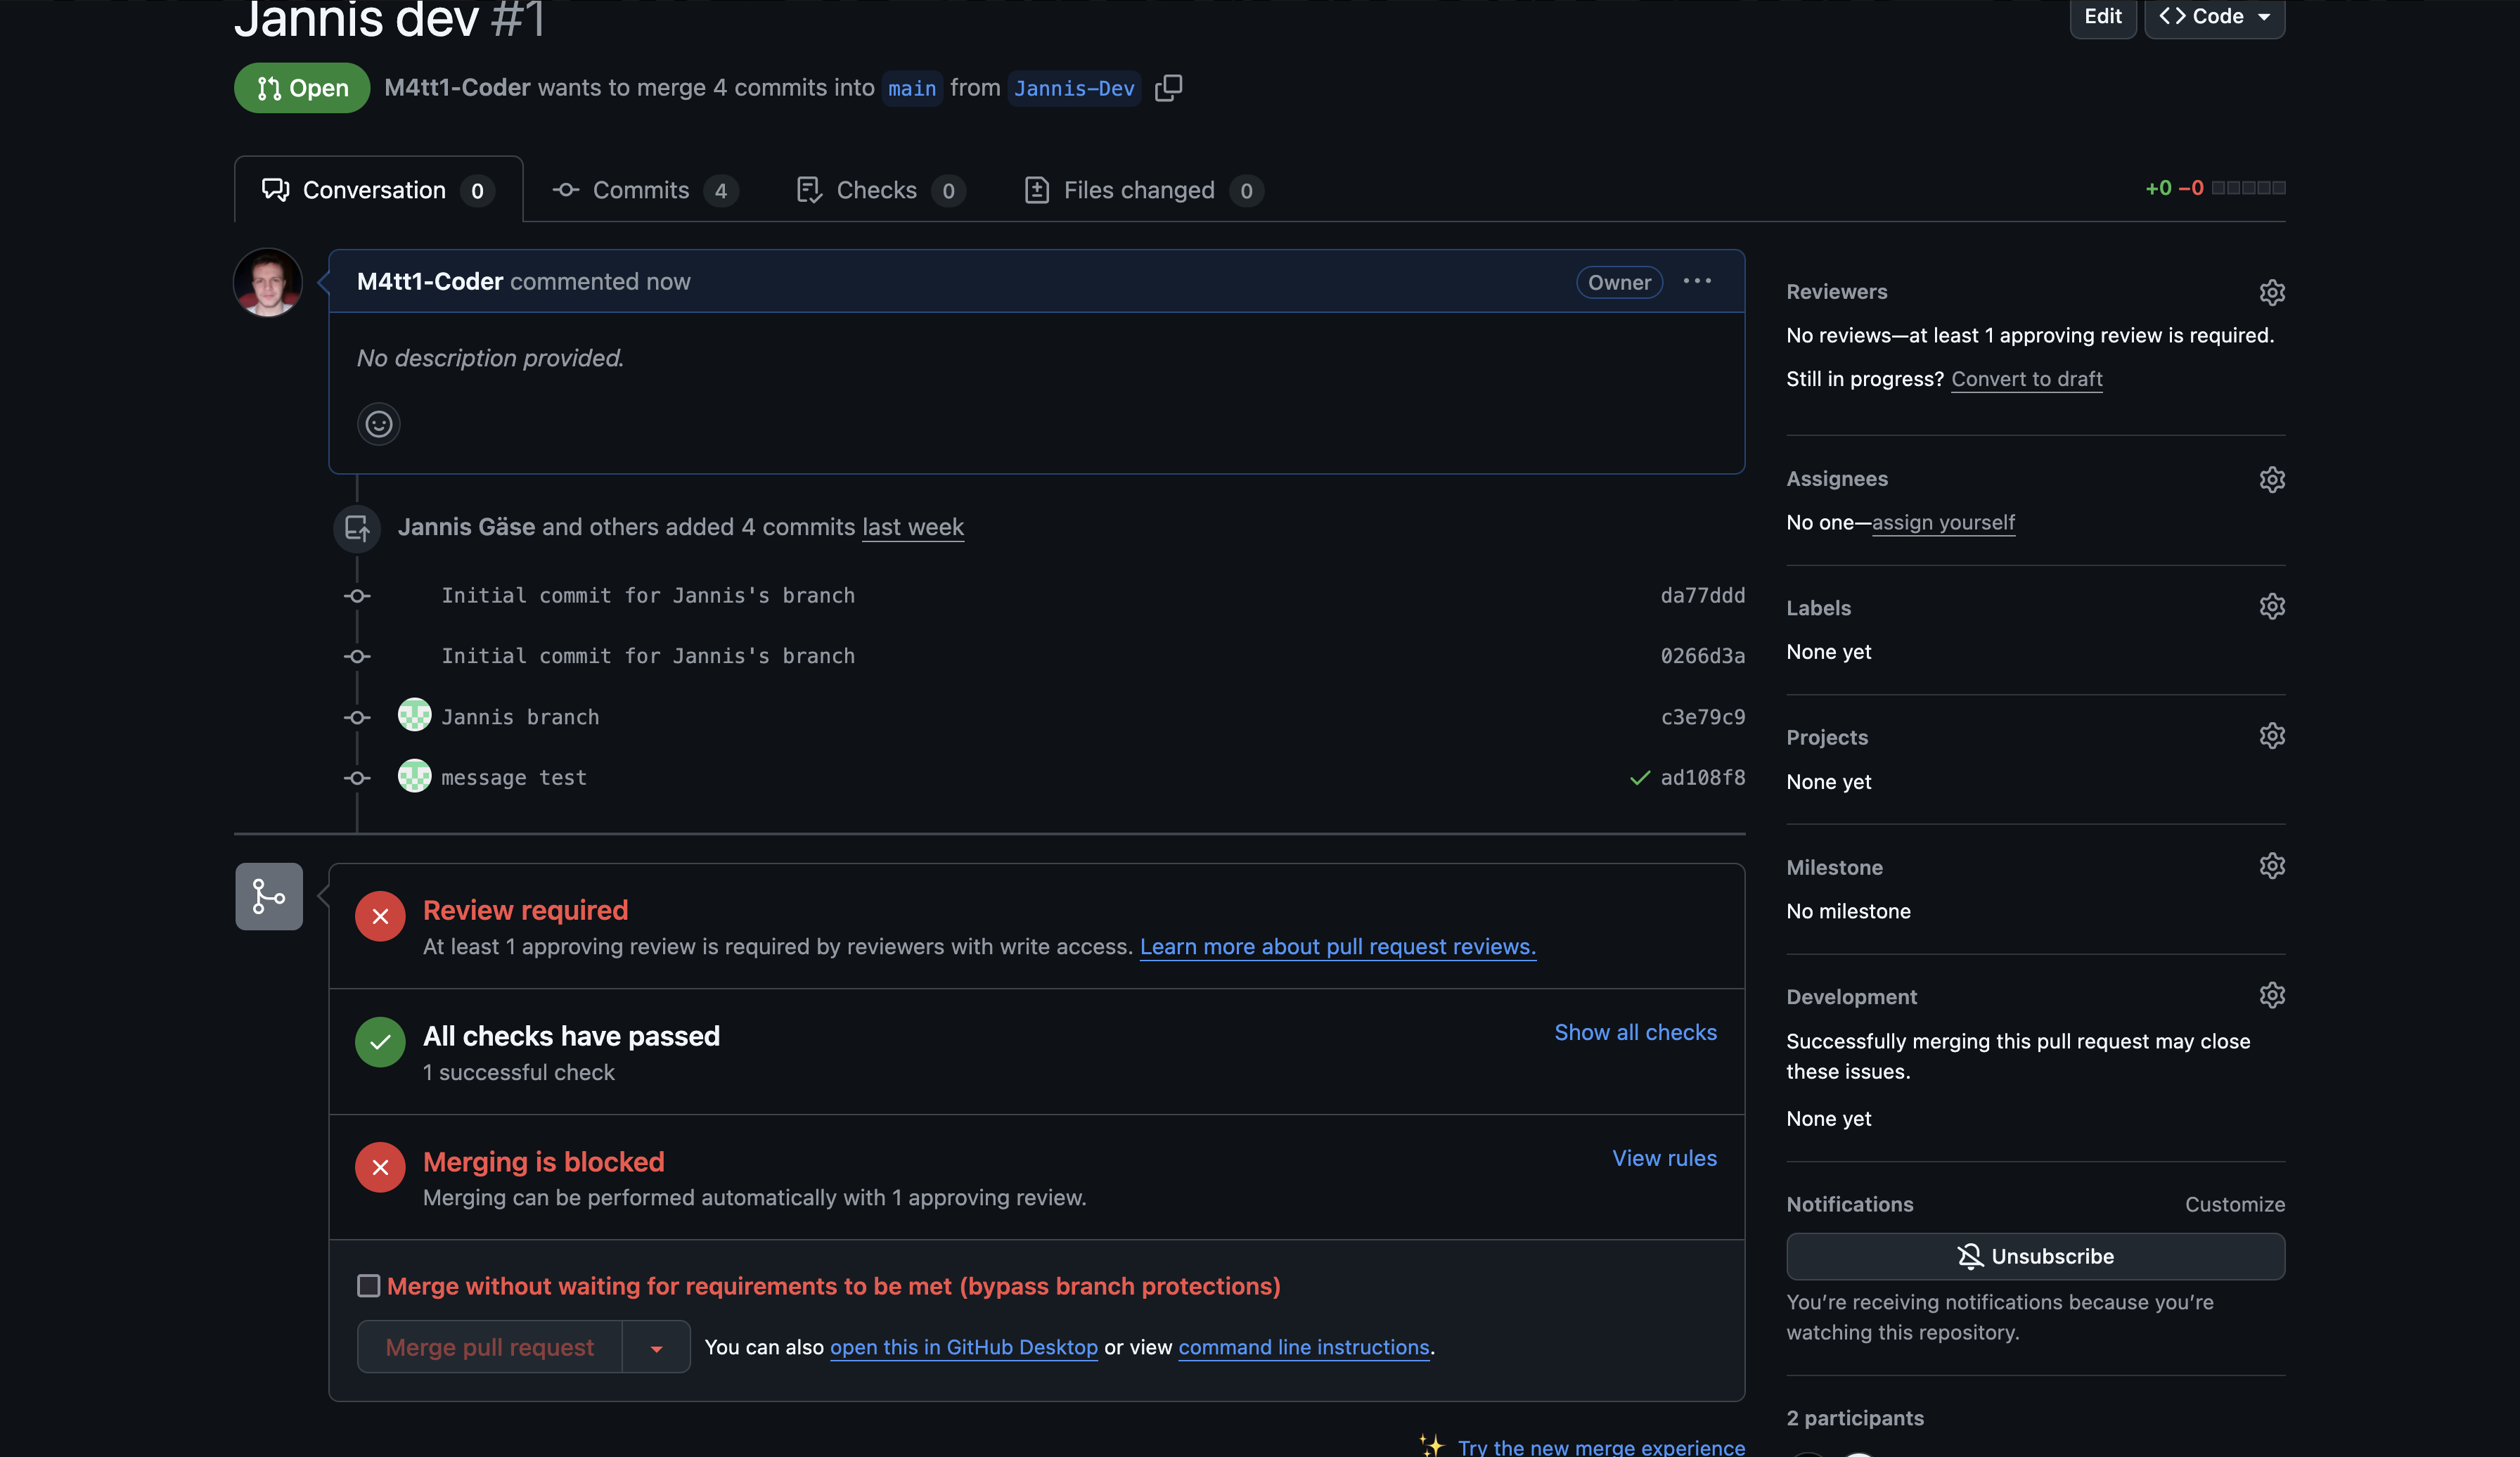 Jannis dev #1
Edit
<> Code
Open
M4tt1-Coder wants to merge 4 commits into main from Jannis-Dev
Conversation 0
Commits 4
Checks 0
Files changed 0
+0 −0
M4tt1-Coder commented now
Owner
No description provided.
Jannis Gäse and others added 4 commits last week
Initial commit for Jannis's branch da77ddd
Initial commit for Jannis's branch 0266d3a
Jannis branch c3e79c9
message test ad108f8
Review required
At least 1 approving review is required by reviewers with write access. Learn more about pull request reviews.
All checks have passed
1 successful check
Show all checks
Merging is blocked
Merging can be performed automatically with 1 approving review.
View rules
Merge without waiting for requirements to be met (bypass branch protections)
Merge pull request
You can also open this in GitHub Desktop or view command line instructions.
Try the new merge experience
Reviewers
No reviews—at least 1 approving review is required.
Still in progress? Convert to draft
Assignees
No one—assign yourself
Labels
None yet
Projects
None yet
Milestone
No milestone
Development
Successfully merging this pull request may close
these issues.
None yet
Notifications
Customize
Unsubscribe
You’re receiving notifications because you’re
watching this repository.
2 participants